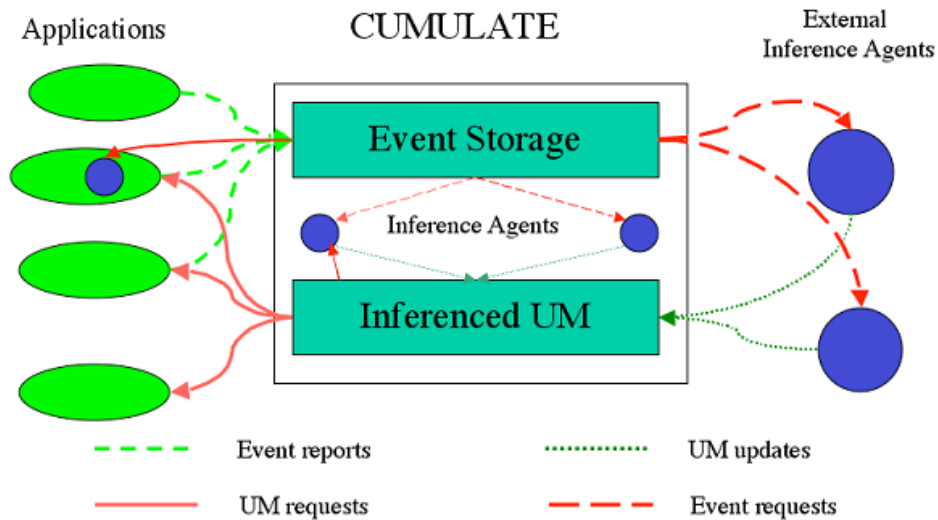 Applications
CUMULATE
External
Inference Agents
Event Storage
Inference Agents
Inferenced UM
Event reports
UM updates
UM requests
Event requests